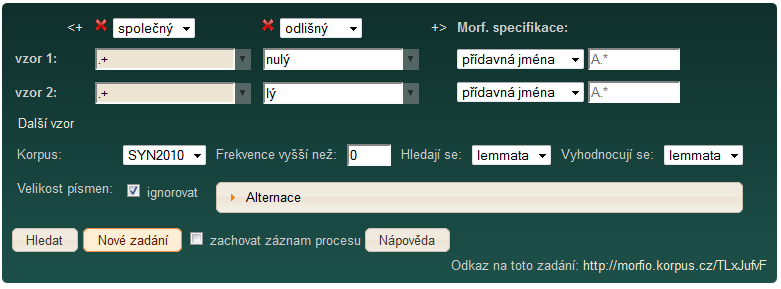 <+ společný odlišný +> Morf. specifikace:
vzor 1: .+ nulý přídavná jména A.*
vzor 2: .+ lý přídavná jména A.*
Další vzor
Korpus: SYN2010 Frekvence vyšší než: 0 Hledají se: lemmata Vyhodnocují se: lemmata
Velikost písmen: ignorovat Alternace
Hledat Nové zadání zachovat záznam procesu Nápověda
Odkaz na toto zadání: http://morfio.korpus.cz/TLxJufvF